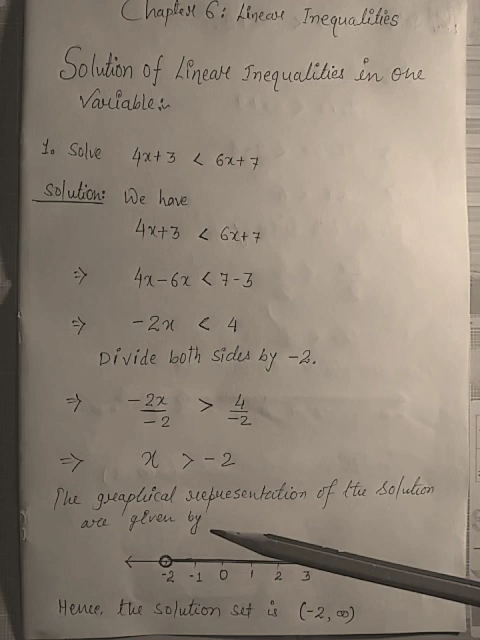 Chapter 6: Linear Inequalities
Solution of Linear Inequalities in one
Variable:-
1. Solve 4x+3 < 6x+7
Solution: We have
4x+3 < 6x+7
⇒ 4x-6x < 7-3
⇒ -2x < 4
Divide both sides by -2.
⇒ -2x/-2 > 4/-2
⇒ x > -2
The graphical representation of the solution
are given by
-2 -1 0 1 2 3
Hence, the solution set is (-2, ∞)